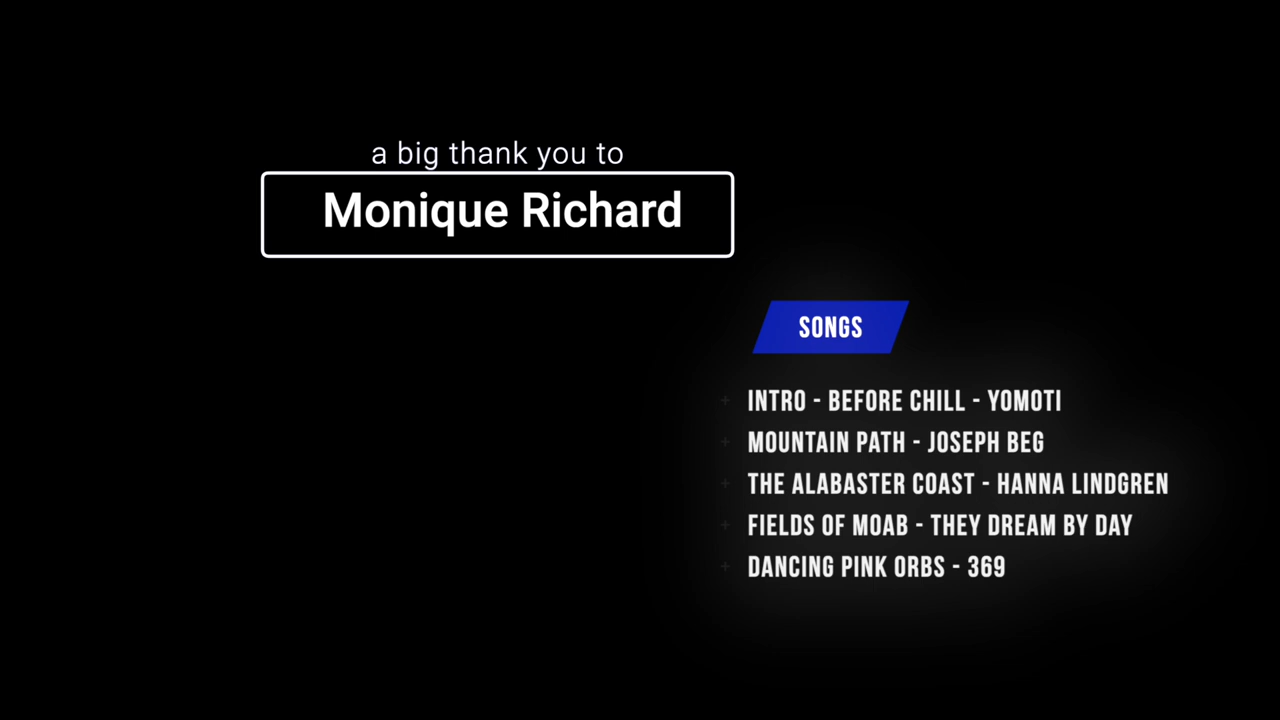 a big thank you to
Monique Richard
SONGS
INTRO - BEFORE CHILL - YOMOTI
MOUNTAIN PATH - JOSEPH BEG
THE ALABASTER COAST - HANNA LINDGREN
FIELDS OF MOAB - THEY DREAM BY DAY
DANCING PINK ORBS - 369